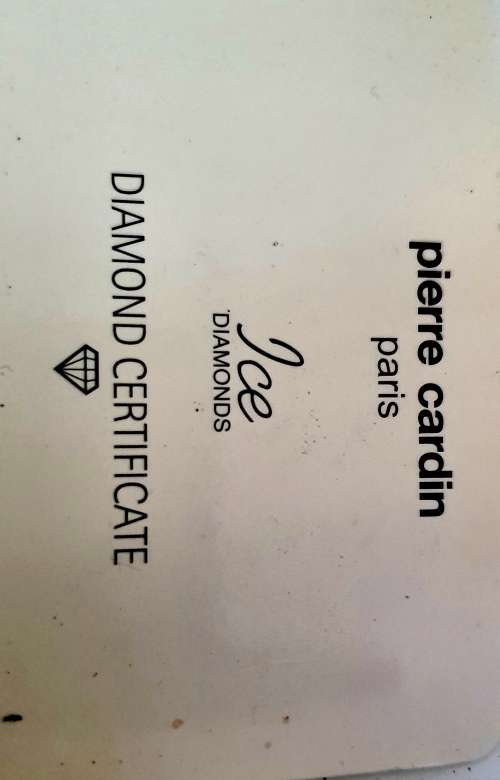 pierre cardin
paris
Ice
DIAMONDS
DIAMOND CERTIFICATE